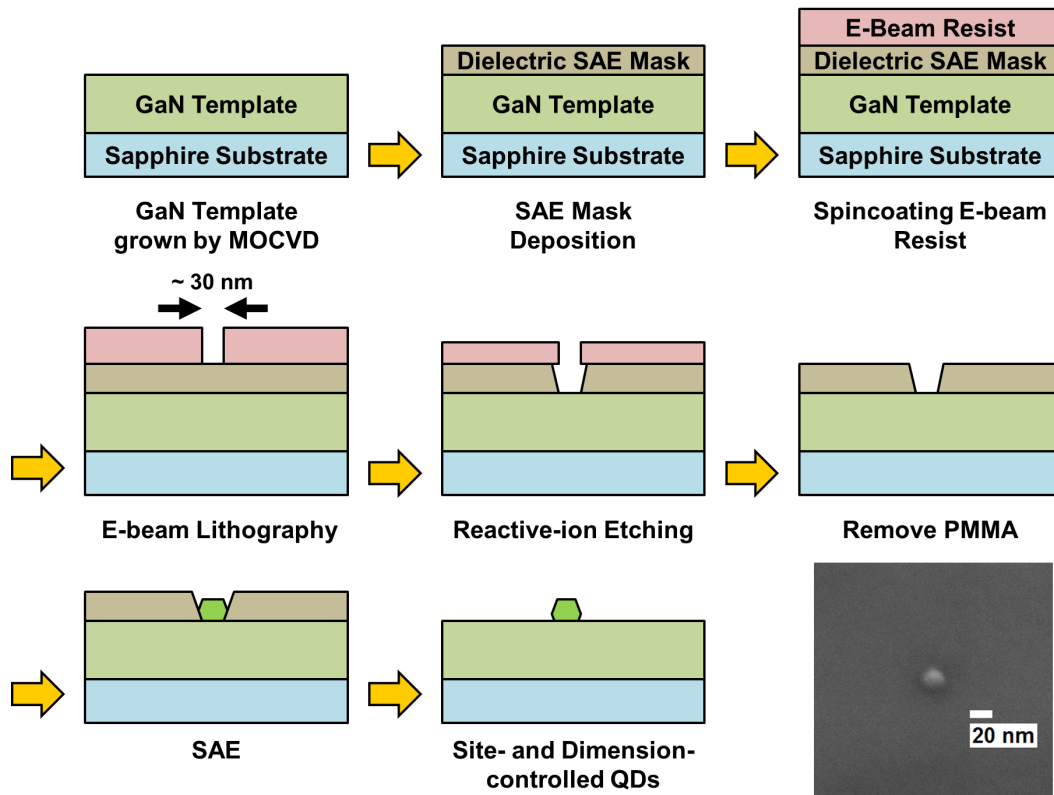 E-Beam Resist
Dielectric SAE Mask
Dielectric SAE Mask
GaN Template
GaN Template
GaN Template
Sapphire Substrate
Sapphire Substrate
Sapphire Substrate
GaN Template
grown by MOCVD
SAE Mask
Deposition
Spincoating E-beam
Resist
~ 30 nm
E-beam Lithography
Reactive-ion Etching
Remove PMMA
SAE
Site- and Dimension-
controlled QDs
20 nm